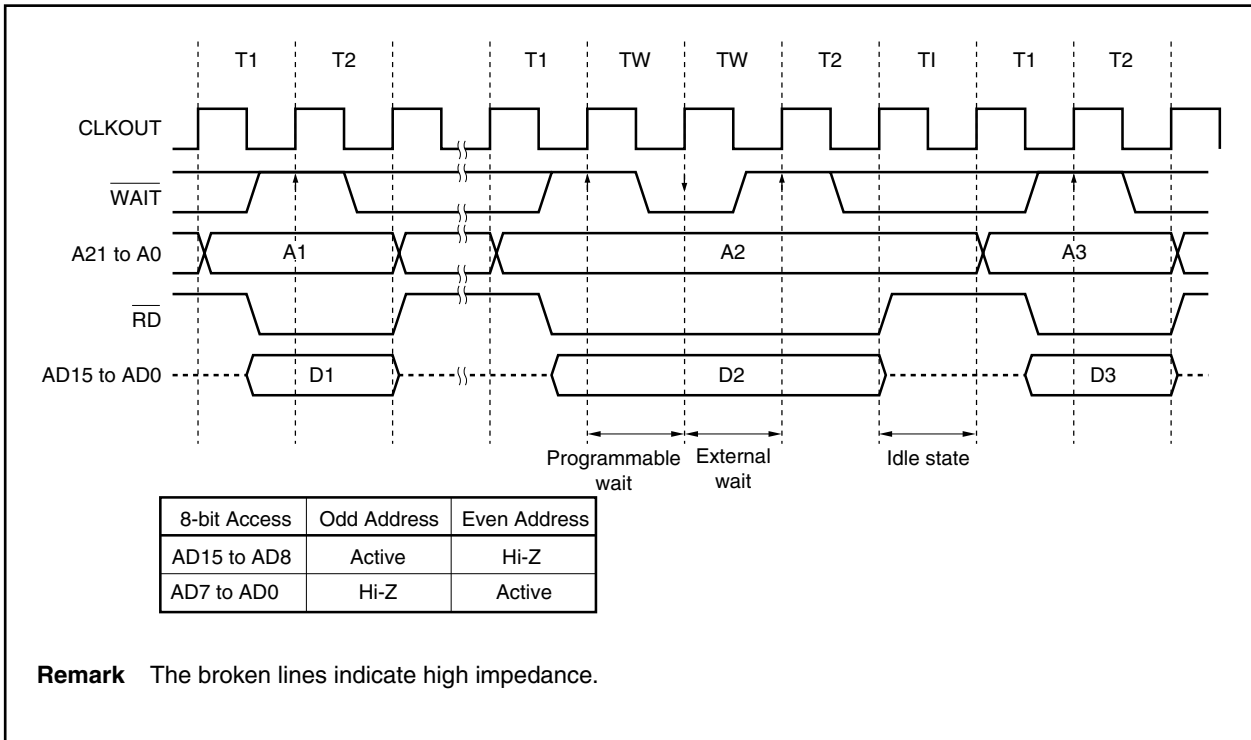 T1 T2 T1 TW TW T2 TI T1 T2
CLKOUT
WAIT
A21 to A0 A1 A2 A3
RD
AD15 to AD0 D1 D2 D3
Programmable wait
External wait
Idle state
8-bit Access Odd Address Even Address
AD15 to AD8 Active Hi-Z
AD7 to AD0 Hi-Z Active
Remark The broken lines indicate high impedance.